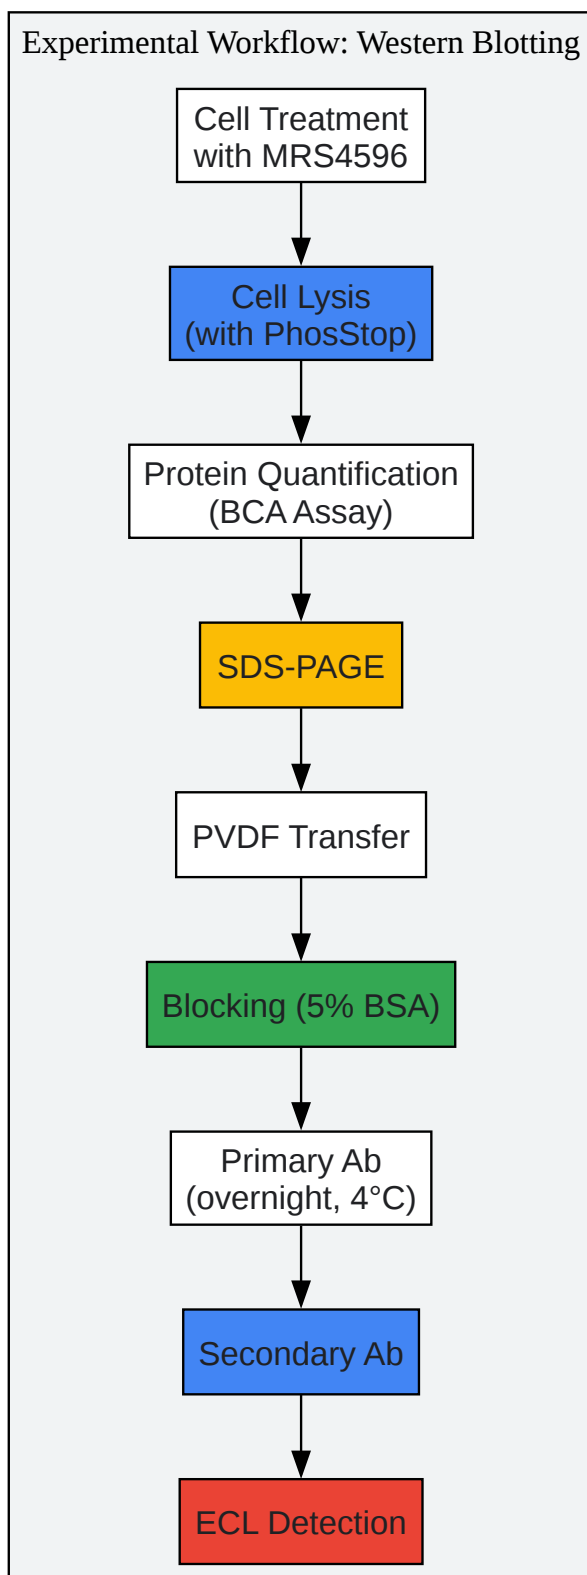 Experimental Workflow: Western Blotting
Cell Treatment
with MRS4596
Cell Lysis
(with PhosStop)
Protein Quantification
(BCA Assay)
SDS-PAGE
PVDF Transfer
Blocking (5% BSA)
Primary Ab
(overnight, 4°C)
Secondary Ab
ECL Detection